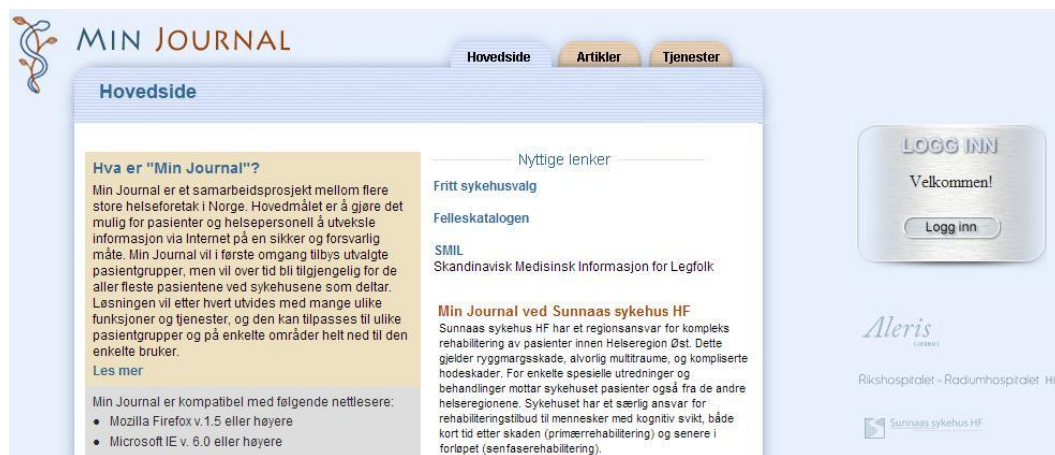 MIN JOURNAL
Hovedside Artikler Tjenester
Hovedside
Hva er "Min Journal"?
Min Journal er et samarbeidsprosjekt mellom flere
store helseforetak i Norge. Hovedmålet er å gjøre det
mulig for pasienter og helsepersonell å utveksle
informasjon via Internet på en sikker og forsvarlig
måte. Min Journal vil i første omgang tilbys utvalgte
pasientgrupper, men vil over tid bli tilgjengelig for de
aller fleste pasientene ved sykehusene som deltar.
Løsningen vil etter hvert utvides med mange ulike
funksjoner og tjenester, og den kan tilpasses til ulike
pasientgrupper og på enkelte områder helt ned til den
enkelte bruker.
Les mer
Min Journal er kompatibel med følgende nettlesere:
• Mozilla Firefox v.1.5 eller høyere
• Microsoft IE v. 6.0 eller høyere
Nyttige lenker
Fritt sykehusvalg
Felleskatalogen
SMIL
Skandinavisk Medisinsk Informasjon for Legfolk
Min Journal ved Sunnaas sykehus HF
Sunnaas sykehus HF har et regionsansvar for kompleks
rehabilitering av pasienter innen Helseregion Øst. Dette
gjelder ryggmargsskade, alvorlig multitraume, og kompliserte
hodeskader. For enkelte spesielle utredninger og
behandlinger mottar sykehuset pasienter også fra de andre
helseregionene. Sykehuset har et særlig ansvar for
rehabiliteringstilbud til mennesker med kognitiv svikt, både
kort tid etter skaden (primærrehabilitering) og senere i
forløpet (senfaserehabilitering).
LOGG INN
Velkommen!
Logg inn
Aleris
SYKEHUS
Rikshospitalet - Radiumhospitalet HF
Sunnaas sykehus HF